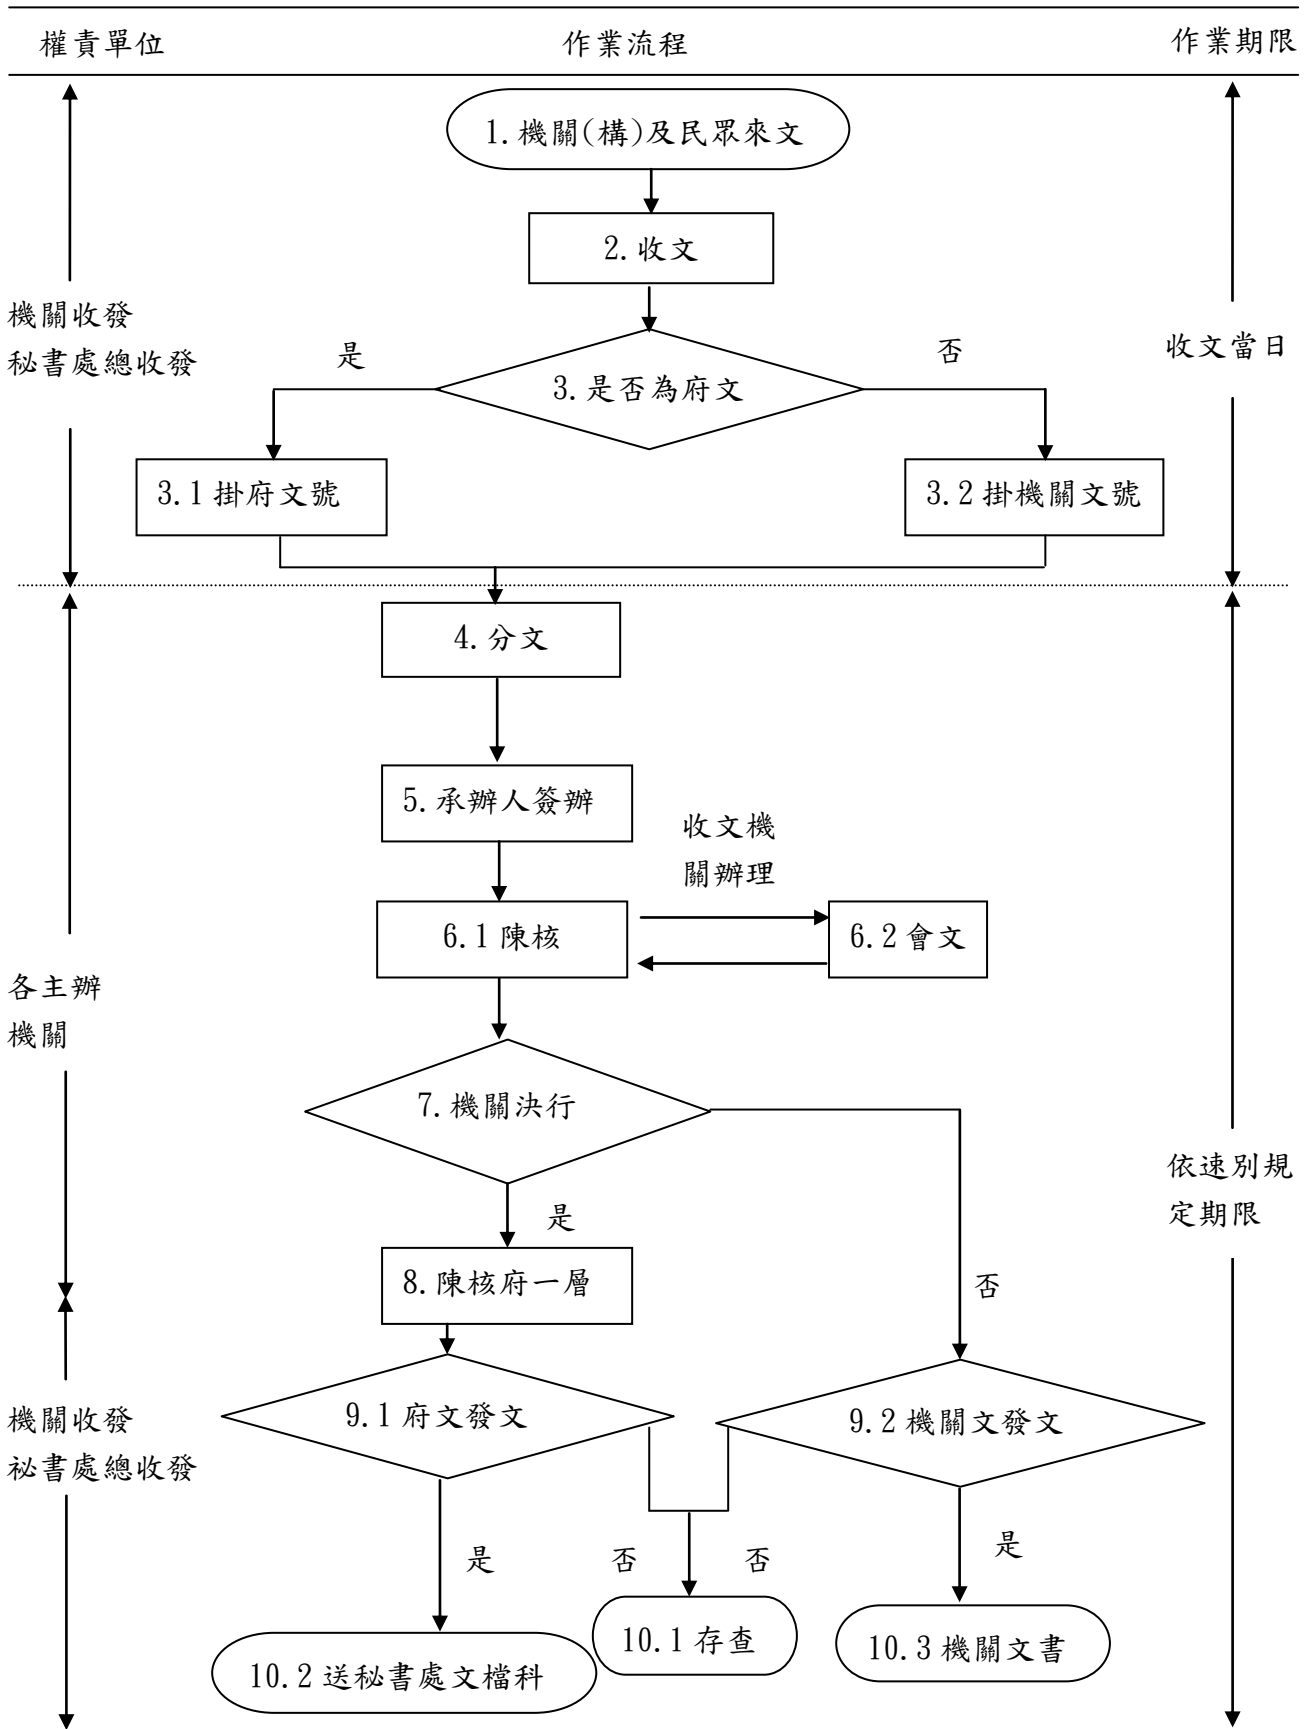 權責單位
作業流程
作業期限
1.機關(構)及民眾來文
2.收文
機關收發
秘書處總收發
是
否
收文當日
3.是否為府文
3.1掛府文號
3.2掛機關文號
4.分文
5.承辦人簽辦
收文機
關辦理
6.1陳核
6.2會文
各主辦
機關
7.機關決行
依速別規
定期限
是
8.陳核府一層
否
9.1府文發文
9.2機關文發文
機關收發
祕書處總收發
是
否
否
是
10.1存查
10.2送秘書處文檔科
10.3機關文書